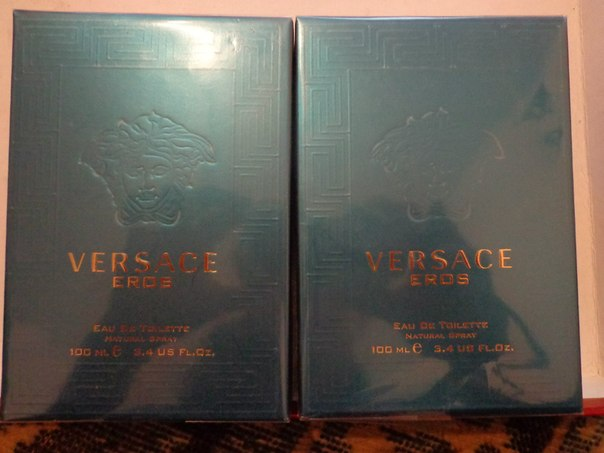 VERSACE
EROS
EAU DE TOILETTE
NATURAL SPRAY
100 ML e 3.4 US FL.OZ.
VERSACE
EROS
EAU DE TOILETTE
NATURAL SPRAY
100 ML e 3.4 US FL.OZ.